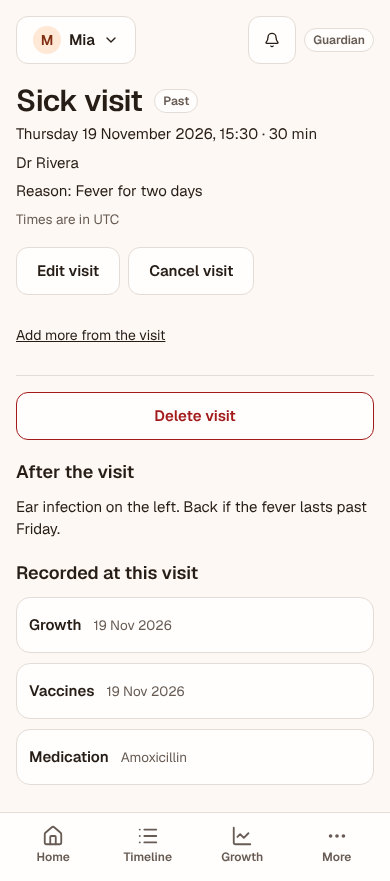 M Mia
Guardian
Sick visit
Past
Thursday 19 November 2026, 15:30 · 30 min
Dr Rivera
Reason: Fever for two days
Times are in UTC
Edit visit
Cancel visit
Add more from the visit
Delete visit
After the visit
Ear infection on the left. Back if the fever lasts past
Friday.
Recorded at this visit
Growth 19 Nov 2026
Vaccines 19 Nov 2026
Medication Amoxicillin
Home
Timeline
Growth
More